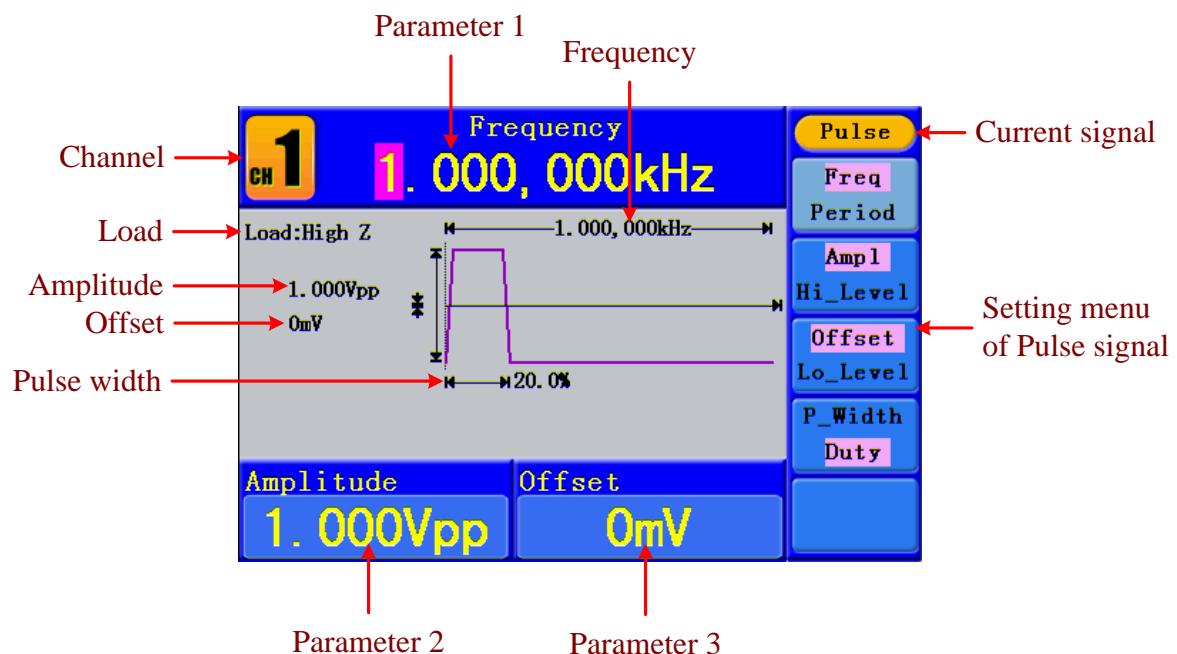 Parameter 1
Frequency
Frequency
Pulse
Current signal
Channel
CH 1
1.000,000kHz
Freq
Period
Load
Load:High Z
1.000,000kHz
Ampl
Hi_Level
Amplitude
1.000Vpp
Offset
0mV
Offset
Lo_Level
Setting menu
of Pulse signal
Pulse width
20.0%
P_Width
Duty
Amplitude
Offset
1.000Vpp
0mV
Parameter 2
Parameter 3